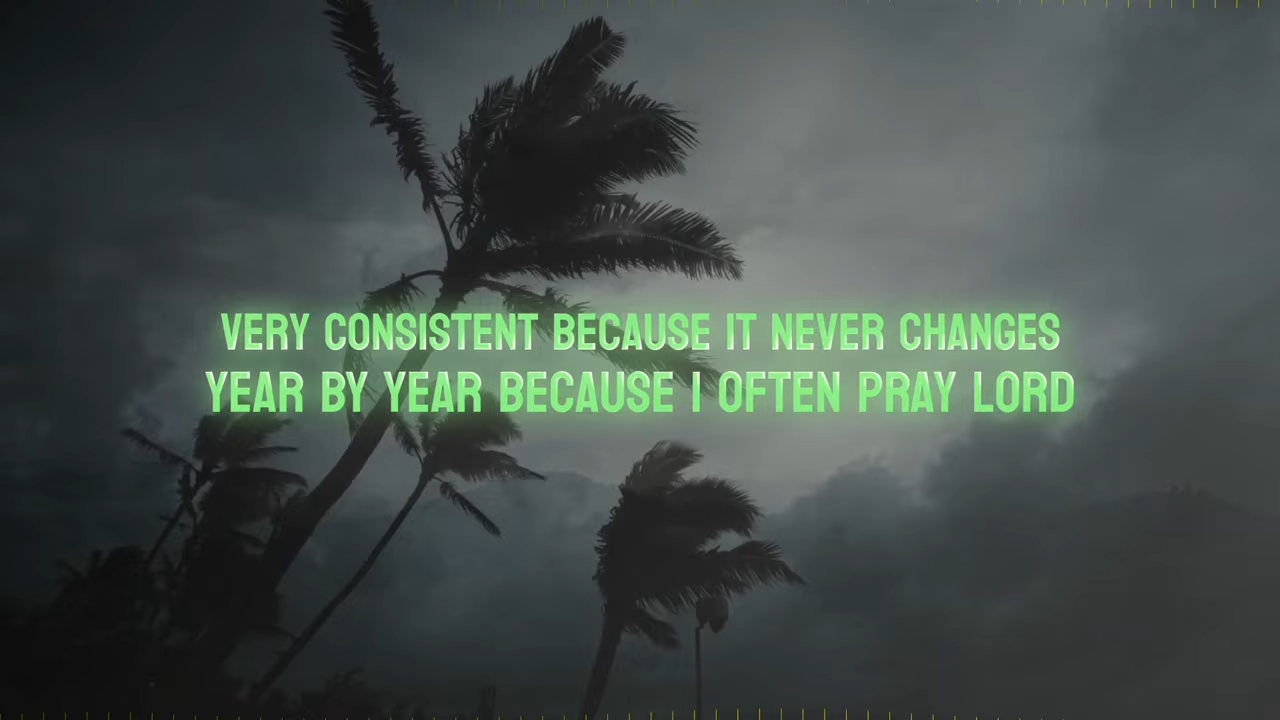 VERY CONSISTENT BECAUSE IT NEVER CHANGES
YEAR BY YEAR BECAUSE I OFTEN PRAY LORD